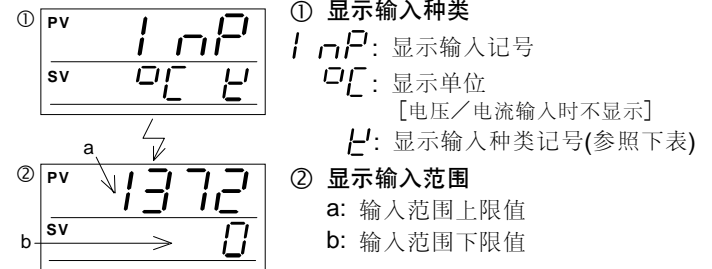 ① 显示输入种类
① PV InP
InP: 显示输入记号
SV °C K
°C: 显示单位
[电压／电流输入时不显示]
K: 显示输入种类记号(参照下表)
a
② PV 1372
② 显示输入范围
a: 输入范围上限值
b SV 0
b: 输入范围下限值